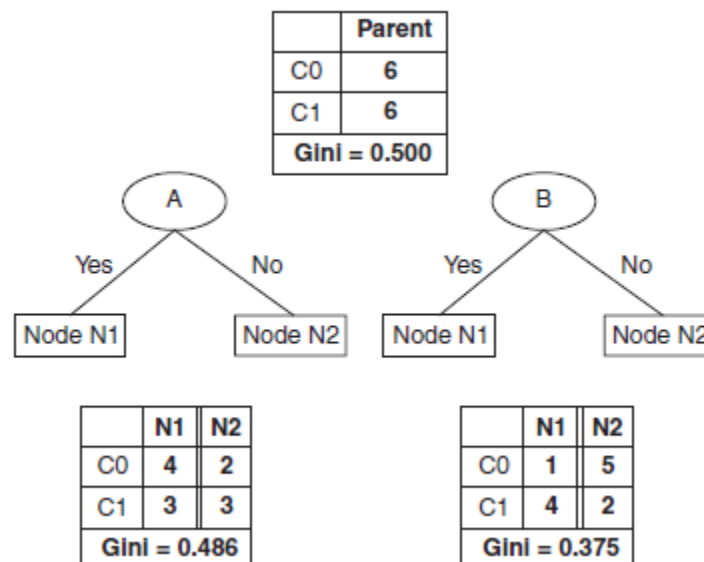 Parent
C0 6
C1 6
Gini = 0.500
A B
Yes No Yes No
Node N1 Node N2 Node N1 Node N2
N1 N2
C0 4 2
C1 3 3
Gini = 0.486
N1 N2
C0 1 5
C1 4 2
Gini = 0.375